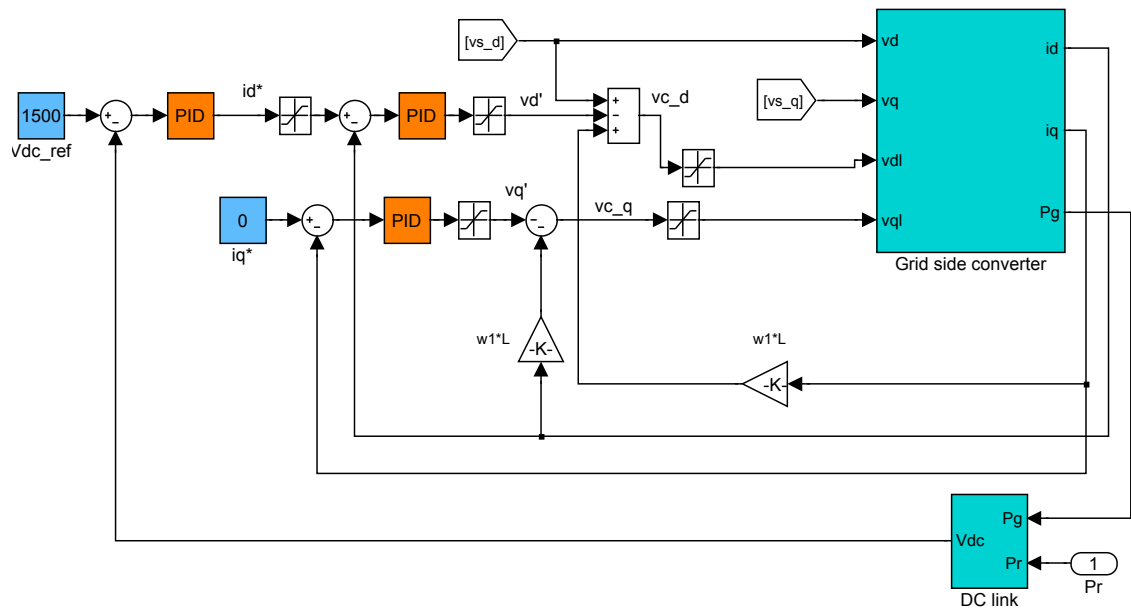 [vs_d]
vd
id
[vs_q]
vq
id*
vd'
vc_d
+
−
+
1500
+
−
PID
+
−
PID
iq
Vdc_ref
vdl
vq'
vc_q
0
+
−
PID
−
−
vql
Pg
iq*
Grid side converter
w1*L
-K-
w1*L
-K-
Pg
Vdc
Pr
1
DC link
Pr